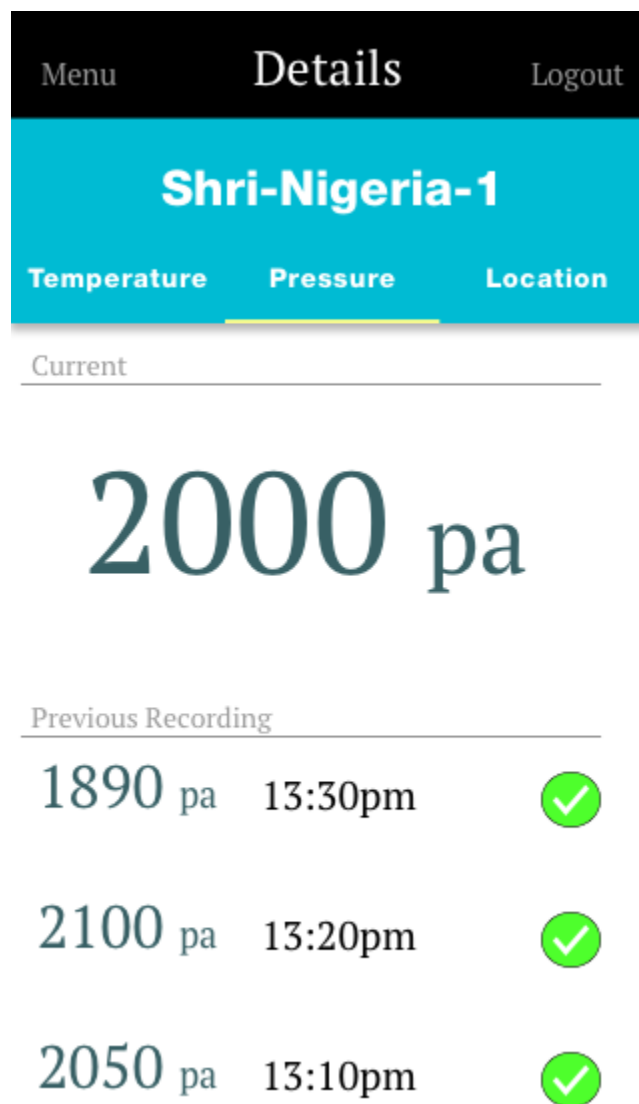 Menu Details Logout
Shri-Nigeria-1
Temperature Pressure Location
Current
2000 pa
Previous Recording
1890 pa 13:30pm
2100 pa 13:20pm
2050 pa 13:10pm